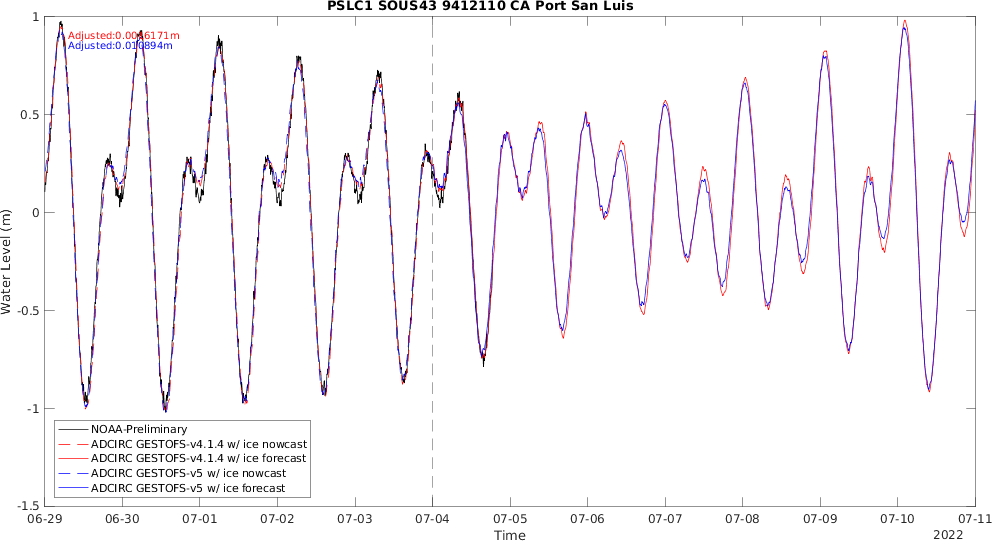 PSLC1 SOUS43 9412110 CA Port San Luis
Adjusted:0.0056171m
Adjusted:0.010894m
1
0.5
0
-0.5
-1
-1.5
Water Level (m)
NOAA-Preliminary
ADCIRC GESTOFS-v4.1.4 w/ ice nowcast
ADCIRC GESTOFS-v4.1.4 w/ ice forecast
ADCIRC GESTOFS-v5 w/ ice nowcast
ADCIRC GESTOFS-v5 w/ ice forecast
06-29 06-30 07-01 07-02 07-03 07-04 07-05 07-06 07-07 07-08 07-09 07-10 07-11
Time
2022